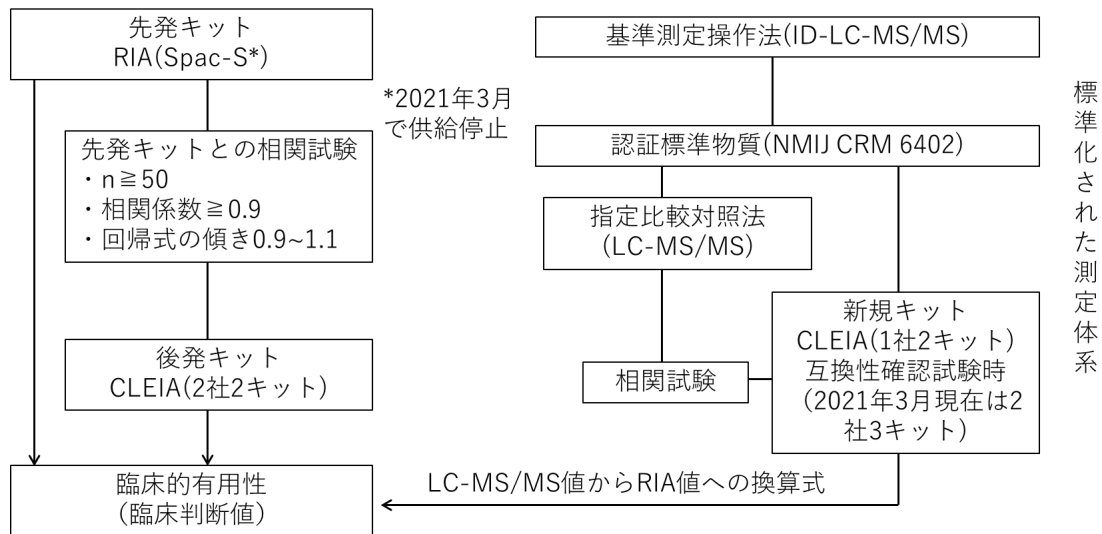 先発キット
RIA(Spac-S*)
*2021年3月
で供給停止
先発キットとの相関試験
・n≧50
・相関係数≧0.9
・回帰式の傾き0.9~1.1
後発キット
CLEIA(2社2キット)
臨床的有用性
（臨床判断値）
基準測定操作法(ID-LC-MS/MS)
認証標準物質(NMIJ CRM 6402)
指定比較対照法
(LC-MS/MS)
相関試験
新規キット
CLEIA(1社2キット)
互換性確認試験時
（2021年3月現在は2
社3キット）
LC-MS/MS値からRIA値への換算式
標準化された測定体系